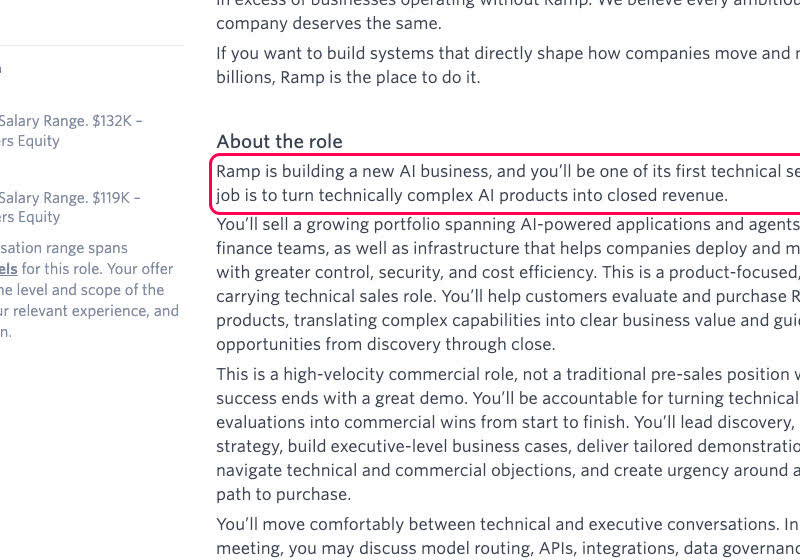 company deserves the same.
If you want to build systems that directly shape how companies move and
billions, Ramp is the place to do it.
Salary Range. $132K –
rs Equity
About the role
Ramp is building a new AI business, and you'll be one of its first technical
job is to turn technically complex AI products into closed revenue.
Salary Range. $119K –
rs Equity
sation range spans
els for this role. Your offer
ne level and scope of the
ur relevant experience, and
n.
You'll sell a growing portfolio spanning AI-powered applications and agents
finance teams, as well as infrastructure that helps companies deploy and
with greater control, security, and cost efficiency. This is a product-focused,
carrying technical sales role. You'll help customers evaluate and purchase
products, translating complex capabilities into clear business value and
opportunities from discovery through close.
This is a high-velocity commercial role, not a traditional pre-sales position
success ends with a great demo. You'll be accountable for turning technical
evaluations into commercial wins from start to finish. You'll lead discovery,
strategy, build executive-level business cases, deliver tailored
navigate technical and commercial objections, and create urgency around a
path to purchase.
You'll move comfortably between technical and executive conversations. In
meeting, you may discuss model routing, APIs, integrations, data